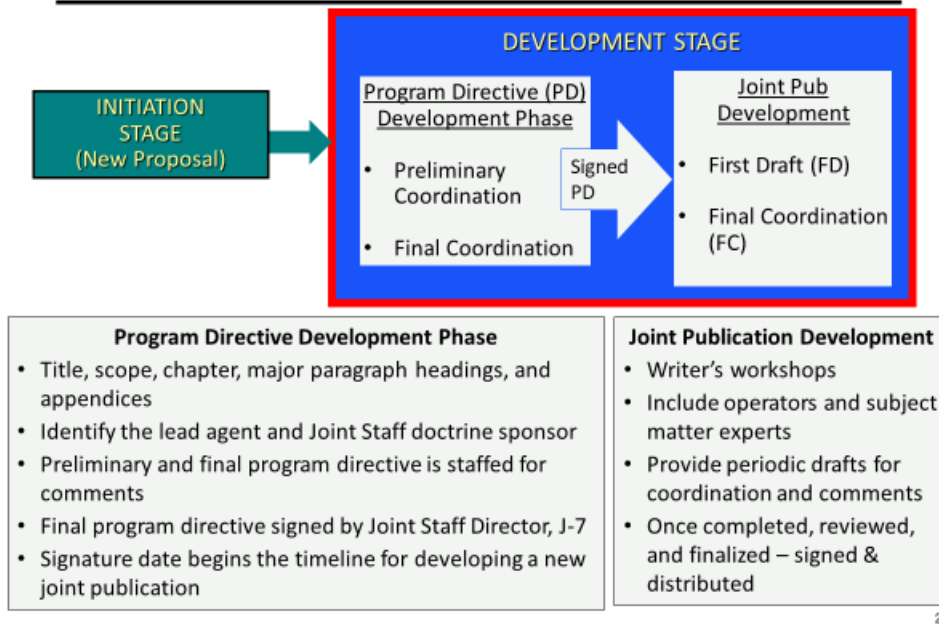 DEVELOPMENT STAGE
INITIATION
STAGE
(New Proposal)
Program Directive (PD)
Development Phase
• Preliminary
Coordination
• Final Coordination
Signed
PD
Joint Pub
Development
• First Draft (FD)
• Final Coordination
(FC)
Program Directive Development Phase
• Title, scope, chapter, major paragraph headings, and
appendices
• Identify the lead agent and Joint Staff doctrine sponsor
• Preliminary and final program directive is staffed for
comments
• Final program directive signed by Joint Staff Director, J-7
• Signature date begins the timeline for developing a new
joint publication
Joint Publication Development
• Writer's workshops
• Include operators and subject
matter experts
• Provide periodic drafts for
coordination and comments
• Once completed, reviewed,
and finalized – signed &
distributed
2